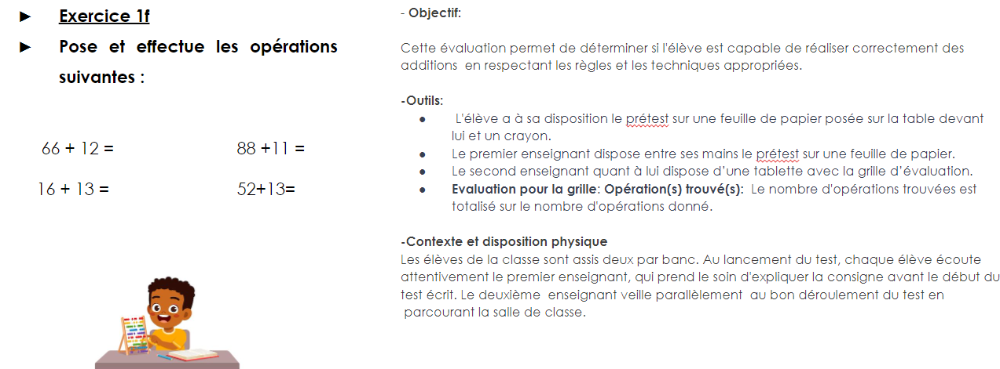 ► Exercice 1f
► Pose et effectue les opérations
suivantes :
66 + 12 = 88 +11 =
16 + 13 = 52+13=
- Objectif:
Cette évaluation permet de déterminer si l'élève est capable de réaliser correctement des
additions en respectant les règles et les techniques appropriées.
-Outils:
● L'élève a à sa disposition le prétest sur une feuille de papier posée sur la table devant
lui et un crayon.
● Le premier enseignant dispose entre ses mains le prétest sur une feuille de papier.
● Le second enseignant quant à lui dispose d’une tablette avec la grille d’évaluation.
● Evaluation pour la grille: Opération(s) trouvé(s): Le nombre d'opérations trouvées est
totalisé sur le nombre d'opérations donné.
-Contexte et disposition physique
Les élèves de la classe sont assis deux par banc. Au lancement du test, chaque élève écoute
attentivement le premier enseignant, qui prend le soin d'expliquer la consigne avant le début du
test écrit. Le deuxième enseignant veille parallèlement au bon déroulement du test en
parcourant la salle de classe.